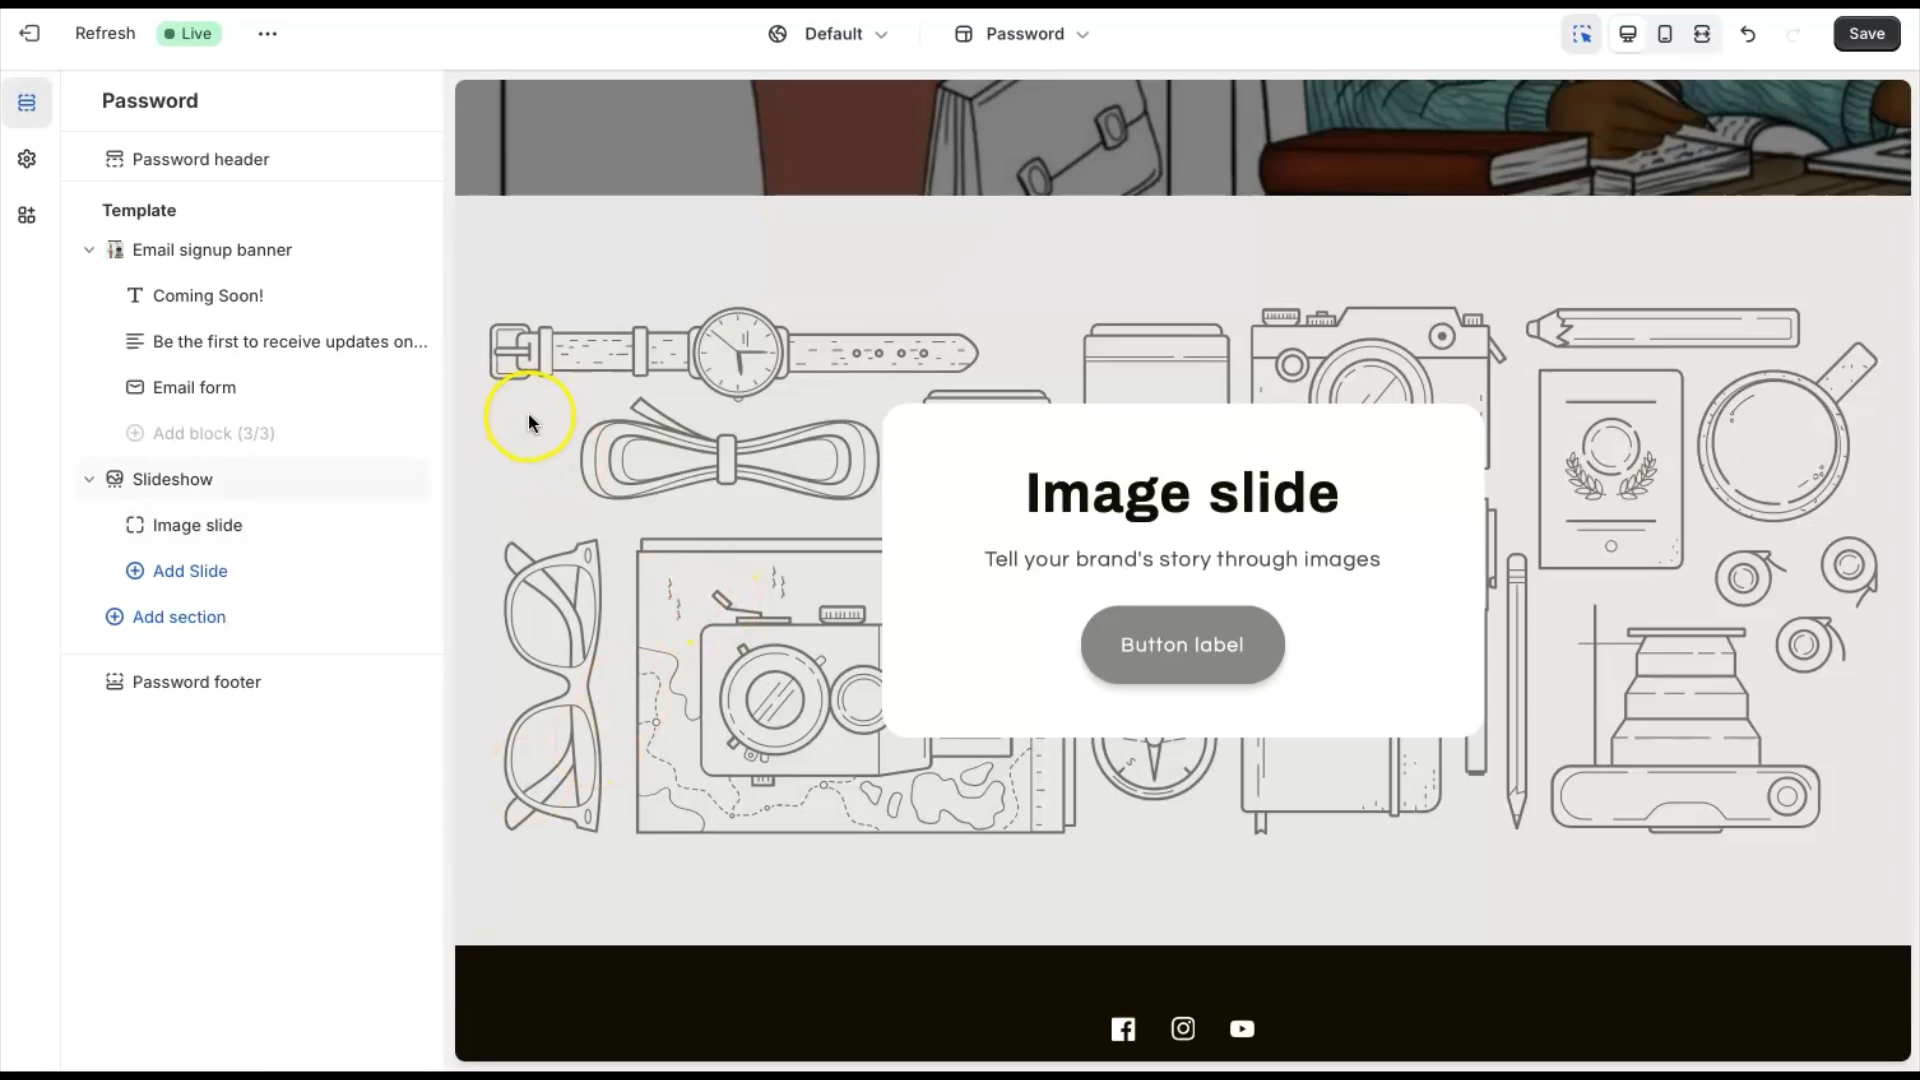 Refresh
Live
Default
Password
Save
Password
Password header
Template
Email signup banner
Coming Soon!
Be the first to receive updates on...
Email form
Add block (3/3)
Slideshow
Image slide
Add Slide
Add section
Password footer
Image slide
Tell your brand's story through images
Button label